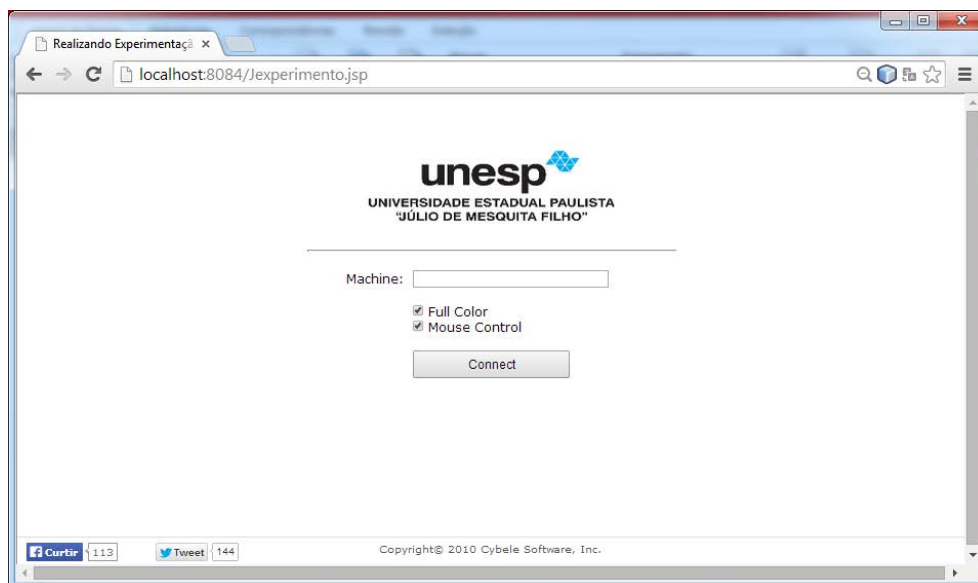 Realizando Experimentaçã
localhost:8084/Jexperimento.jsp
unesp
UNIVERSIDADE ESTADUAL PAULISTA
"JÚLIO DE MESQUITA FILHO"
Machine:
Full Color
Mouse Control
Connect
Curtir 113 Tweet 144 Copyright© 2010 Cybele Software, Inc.